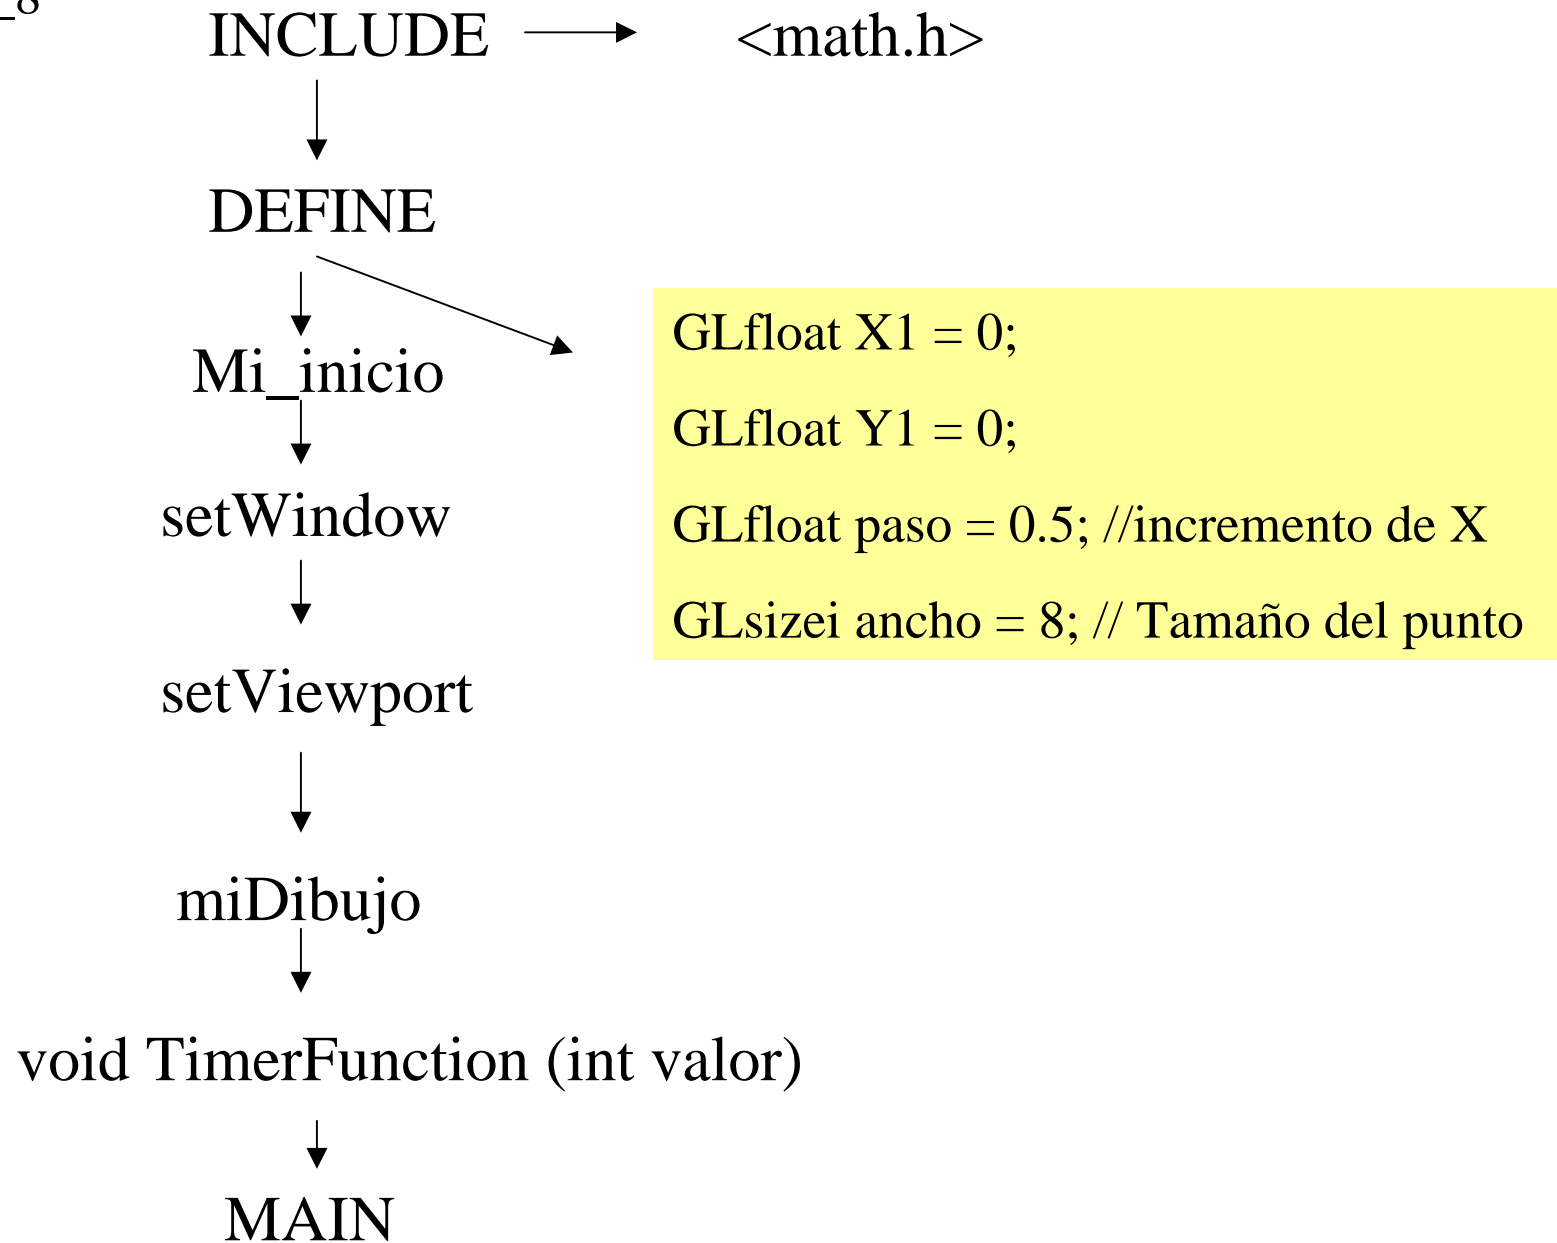 _8
INCLUDE
<math.h>
DEFINE
GLfloat X1 = 0;
Mi_inicio
GLfloat Y1 = 0;
setWindow
GLfloat paso = 0.5; //incremento de X
GLsizei ancho = 8; // Tamaño del punto
setViewport
miDibujo
void TimerFunction (int valor)
MAIN